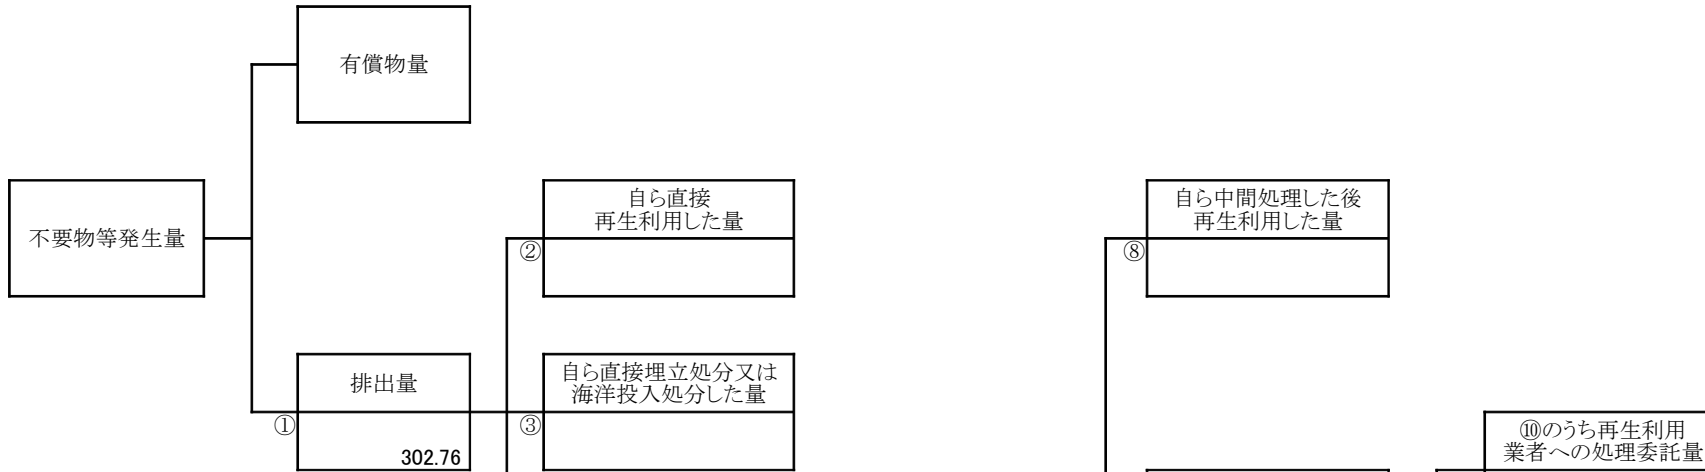 有償物量
不要物等発生量
自ら直接
再生利用した量
②
自ら中間処理した後
再生利用した量
⑧
排出量
①
302.76
自ら直接埋立処分又は
海洋投入処分した量
③
⑩のうち再生利用
業者への処理委託量